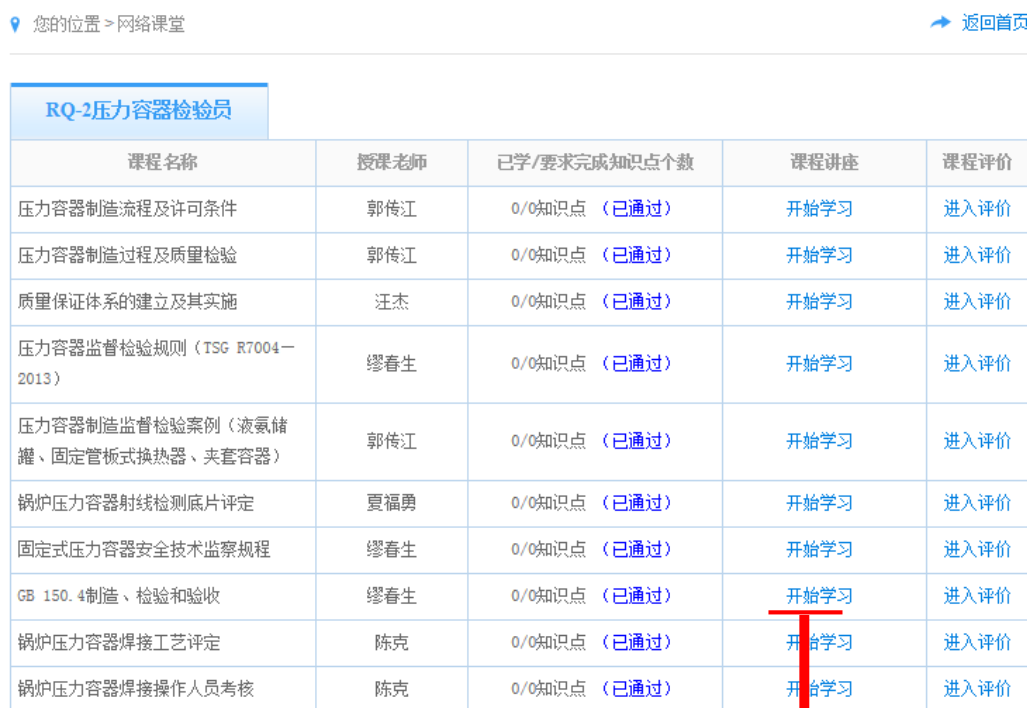 您的位置>网络课堂 返回首页
RQ-2压力容器检验员
课程名称 授课老师 已学/要求完成知识点个数 课程讲座 课程评价
压力容器制造流程及许可条件 郭传江 0/0知识点 （已通过） 开始学习 进入评价
压力容器制造过程及质量检验 郭传江 0/0知识点 （已通过） 开始学习 进入评价
质量保证体系的建立及其实施 汪杰 0/0知识点 （已通过） 开始学习 进入评价
压力容器监督检验规则（TSG R7004—
2013） 缪春生 0/0知识点 （已通过） 开始学习 进入评价
压力容器制造监督检验案例（液氨储
罐、固定管板式换热器、夹套容器） 郭传江 0/0知识点 （已通过） 开始学习 进入评价
锅炉压力容器射线检测底片评定 夏福勇 0/0知识点 （已通过） 开始学习 进入评价
固定式压力容器安全技术监察规程 缪春生 0/0知识点 （已通过） 开始学习 进入评价
GB 150.4制造、检验和验收 缪春生 0/0知识点 （已通过） 开始学习 进入评价
锅炉压力容器焊接工艺评定 陈克 0/0知识点 （已通过） 开始学习 进入评价
锅炉压力容器焊接操作人员考核 陈克 0/0知识点 （已通过） 开始学习 进入评价